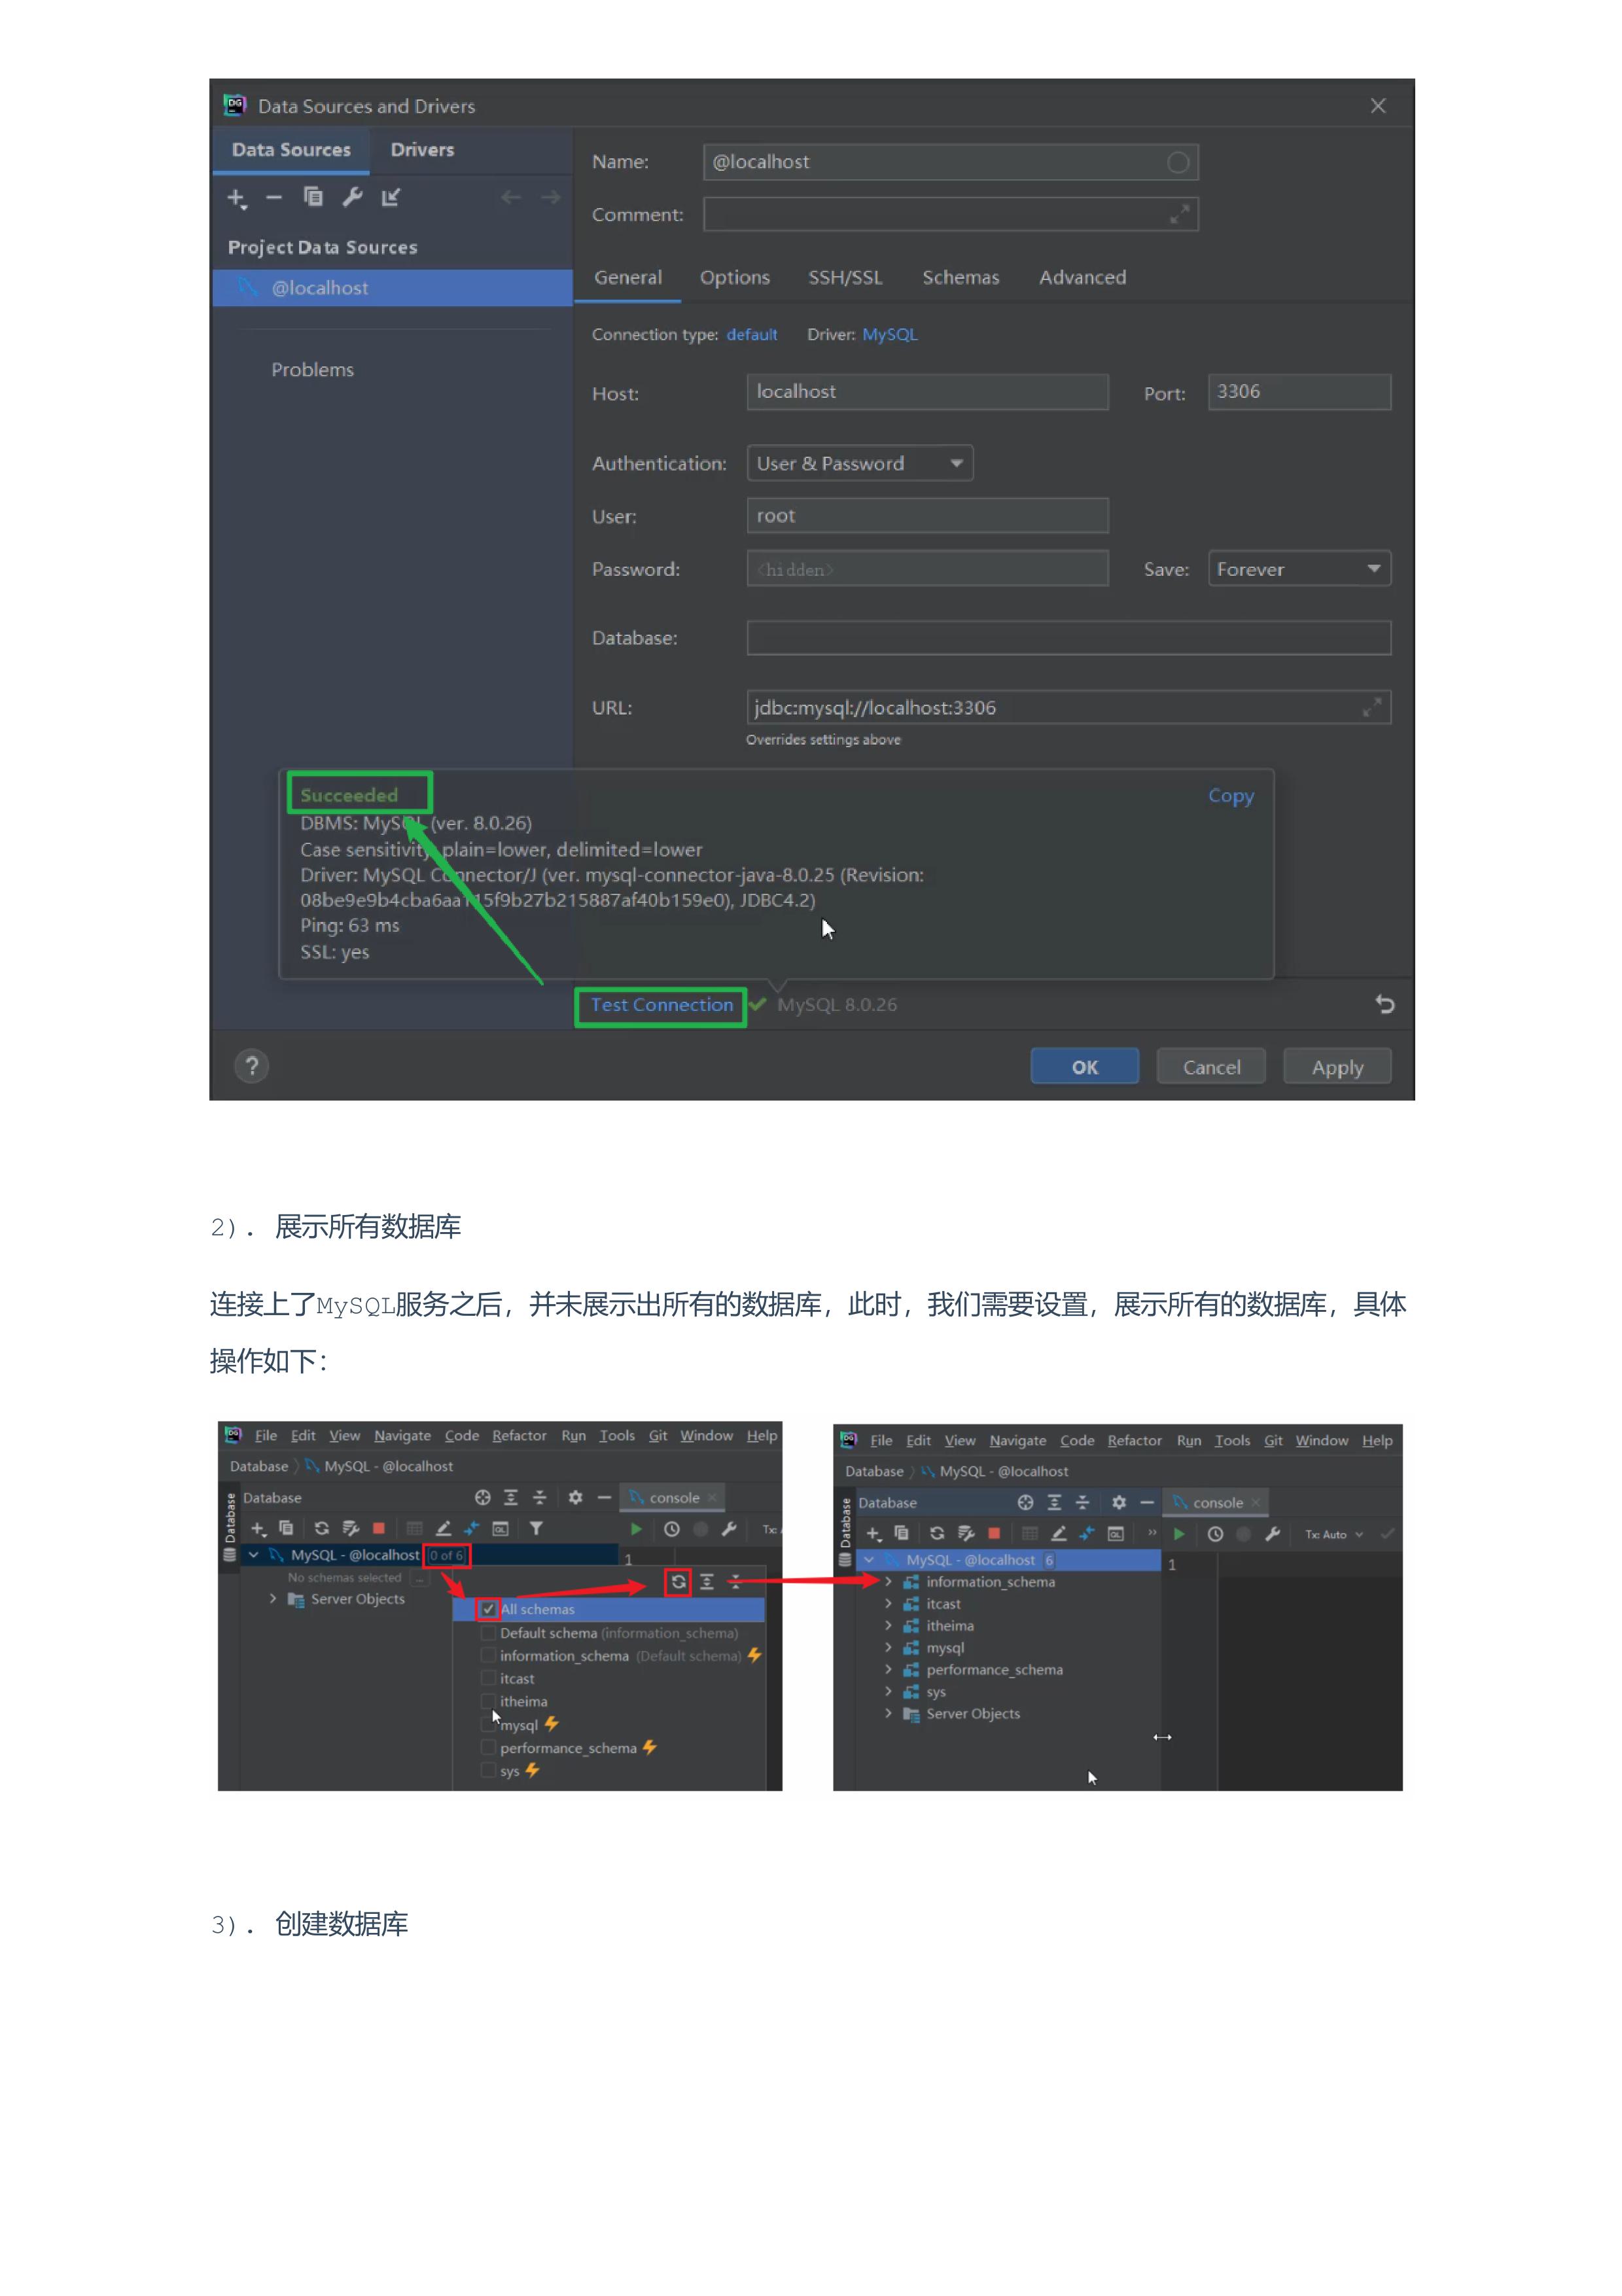 Data Sources and Drivers
Data Sources Drivers
Project Data Sources
@localhost
Problems
Name: @localhost
Comment:
General Options SSH/SSL Schemas Advanced
Connection type: default Driver: MySQL
Host: localhost Port: 3306
Authentication: User & Password
User: root
Password: <hidden> Save: Forever
Database:
URL: jdbc:mysql://localhost:3306
Overrides settings above
Succeeded Copy
DBMS: MySQL (ver. 8.0.26)
Case sensitivity: plain=lower, delimited=lower
Driver: MySQL Connector/J (ver. mysql-connector-java-8.0.25 (Revision:
JDBC4.2)
Ping: 63 ms
SSL: yes
Test Connection MySQL 8.0.26
? OK Cancel Apply
2). 展示所有数据库
连接上了MySQL服务之后，并未展示出所有的数据库，此时，我们需要设置，展示所有的数据库，具体
操作如下：
File Edit View Navigate Code Refactor Run Tools Git Window Help
Database MySQL - @localhost
Database console
Database
Tx:
MySQL - @localhost 0 of 6 1
No schemas selected ...
Server Objects
All schemas
Default schema (information_schema)
information_schema (Default schema)
itcast
itheima
mysql
performance_schema
sys
File Edit View Navigate Code Refactor Run Tools Git Window Help
Database MySQL - @localhost
Database console
Database
Tx: Auto
MySQL - @localhost 6 1
information_schema
itcast
itheima
mysql
performance_schema
sys
Server Objects
3). 创建数据库